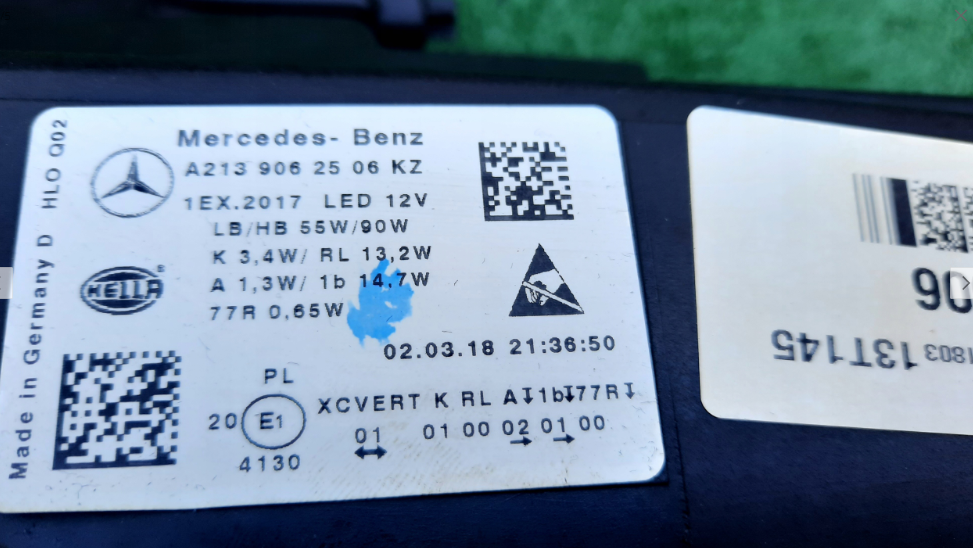 Mercedes-Benz
A213 906 25 06 KZ
1EX.2017 LED 12V
LB/HB 55W/90W
K 3,4W/ RL 13,2W
A 1,3W/ 1b 14,7W
77R 0,65W
HELLA®
Made in Germany D HLO Q02
02.03.18 21:36:50
PL
20 E1
4130
XCVERT K RL A↧1b↧77R↧
01 01 00 02 01 00
↔ → →
06
1803 13T145